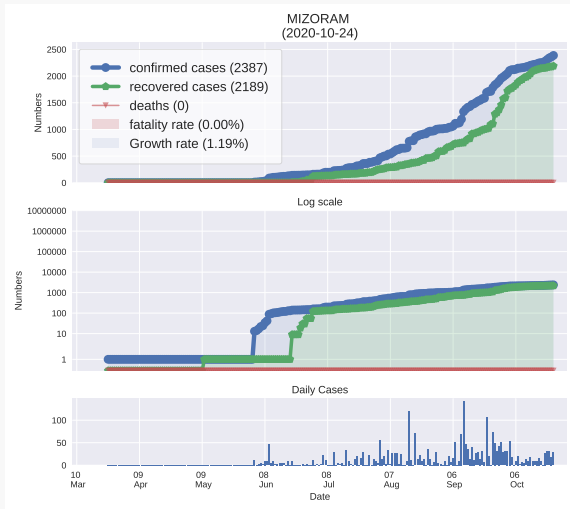 MIZORAM
(2020-10-24)
2500
2000
1500
1000
500
0
Numbers
confirmed cases (2387)
recovered cases (2189)
deaths (0)
fatality rate (0.00%)
Growth rate (1.19%)
Log scale
10000000
1000000
100000
10000
1000
100
10
1
Numbers
Daily Cases
100
50
0
10 09 09 08 08 07 06 06
Mar Apr May Jun Jul Aug Sep Oct
Date